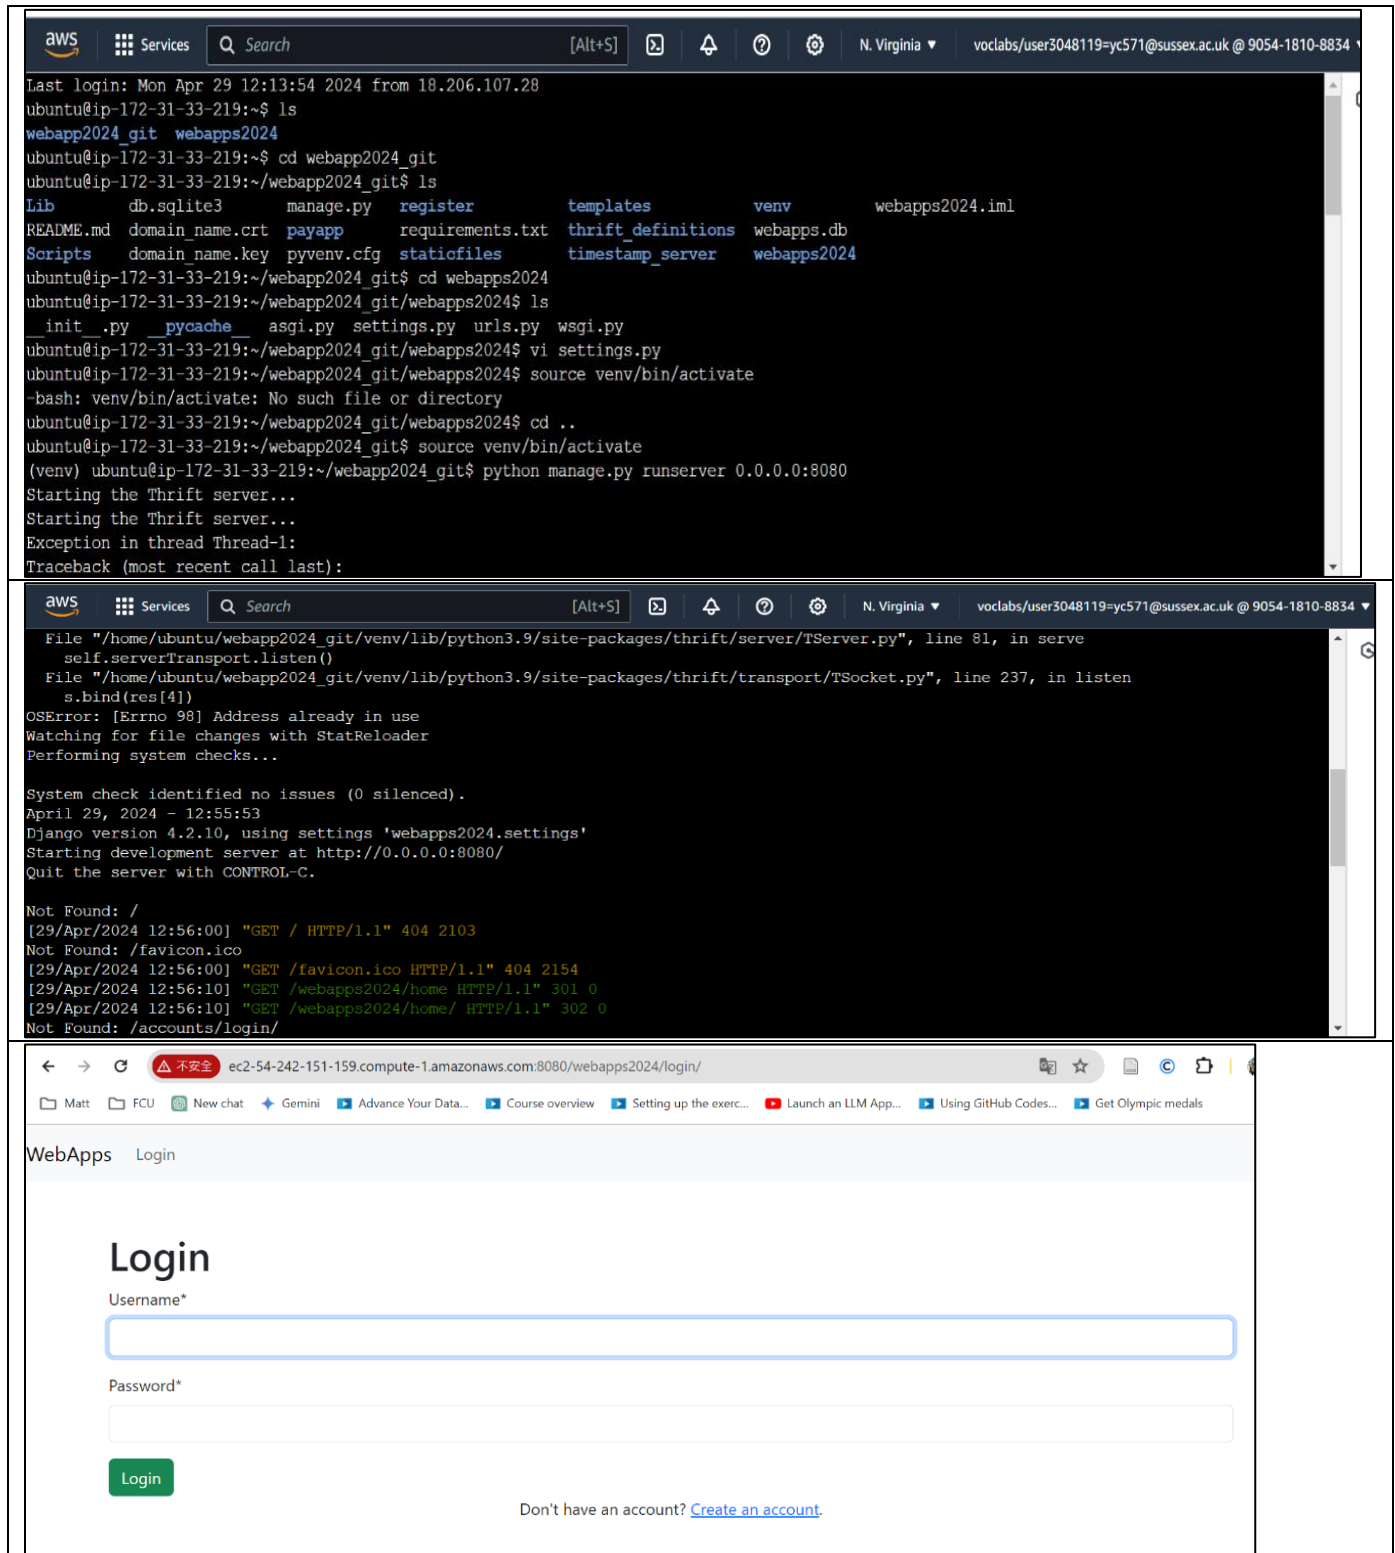 aws Services Search [Alt+S] N. Virginia ▼ voclabs/user3048119=yc571@sussex.ac.uk @ 9054-1810-8834
Last login: Mon Apr 29 12:13:54 2024 from 18.206.107.28
ubuntu@ip-172-31-33-219:~$ ls
webapp2024_git webapps2024
ubuntu@ip-172-31-33-219:~$ cd webapp2024_git
ubuntu@ip-172-31-33-219:~/webapp2024_git$ ls
Lib db.sqlite3 manage.py register templates venv webapps2024.iml
README.md domain_name.crt payapp requirements.txt thrift_definitions webapps.db
Scripts domain_name.key pyvenv.cfg staticfiles timestamp_server webapps2024
ubuntu@ip-172-31-33-219:~/webapp2024_git$ cd webapps2024
ubuntu@ip-172-31-33-219:~/webapp2024_git/webapps2024$ ls
__init__.py __pycache__ asgi.py settings.py urls.py wsgi.py
ubuntu@ip-172-31-33-219:~/webapp2024_git/webapps2024$ vi settings.py
ubuntu@ip-172-31-33-219:~/webapp2024_git/webapps2024$ source venv/bin/activate
-bash: venv/bin/activate: No such file or directory
ubuntu@ip-172-31-33-219:~/webapp2024_git/webapps2024$ cd ..
ubuntu@ip-172-31-33-219:~/webapp2024_git$ source venv/bin/activate
(venv) ubuntu@ip-172-31-33-219:~/webapp2024_git$ python manage.py runserver 0.0.0.0:8080
Starting the Thrift server...
Starting the Thrift server...
Exception in thread Thread-1:
Traceback (most recent call last):
aws Services Search [Alt+S] N. Virginia ▼ voclabs/user3048119=yc571@sussex.ac.uk @ 9054-1810-8834 ▼
File "/home/ubuntu/webapp2024_git/venv/lib/python3.9/site-packages/thrift/server/TServer.py", line 81, in serve
self.serverTransport.listen()
File "/home/ubuntu/webapp2024_git/venv/lib/python3.9/site-packages/thrift/transport/TSocket.py", line 237, in listen
s.bind(res[4])
OSError: [Errno 98] Address already in use
Watching for file changes with StatReloader
Performing system checks...
System check identified no issues (0 silenced).
April 29, 2024 - 12:55:53
Django version 4.2.10, using settings 'webapps2024.settings'
Starting development server at http://0.0.0.0:8080/
Quit the server with CONTROL-C.
Not Found: /
[29/Apr/2024 12:56:00] "GET / HTTP/1.1" 404 2103
Not Found: /favicon.ico
[29/Apr/2024 12:56:00] "GET /favicon.ico HTTP/1.1" 404 2154
[29/Apr/2024 12:56:10] "GET /webapps2024/home HTTP/1.1" 301 0
[29/Apr/2024 12:56:10] "GET /webapps2024/home/ HTTP/1.1" 302 0
Not Found: /accounts/login/
不安全 ec2-54-242-151-159.compute-1.amazonaws.com:8080/webapps2024/login/
Matt FCU New chat Gemini Advance Your Data... Course overview Setting up the exerc... Launch an LLM App... Using GitHub Codes... Get Olympic medals
WebApps Login
Login
Username*
Password*
Login
Don't have an account? Create an account.